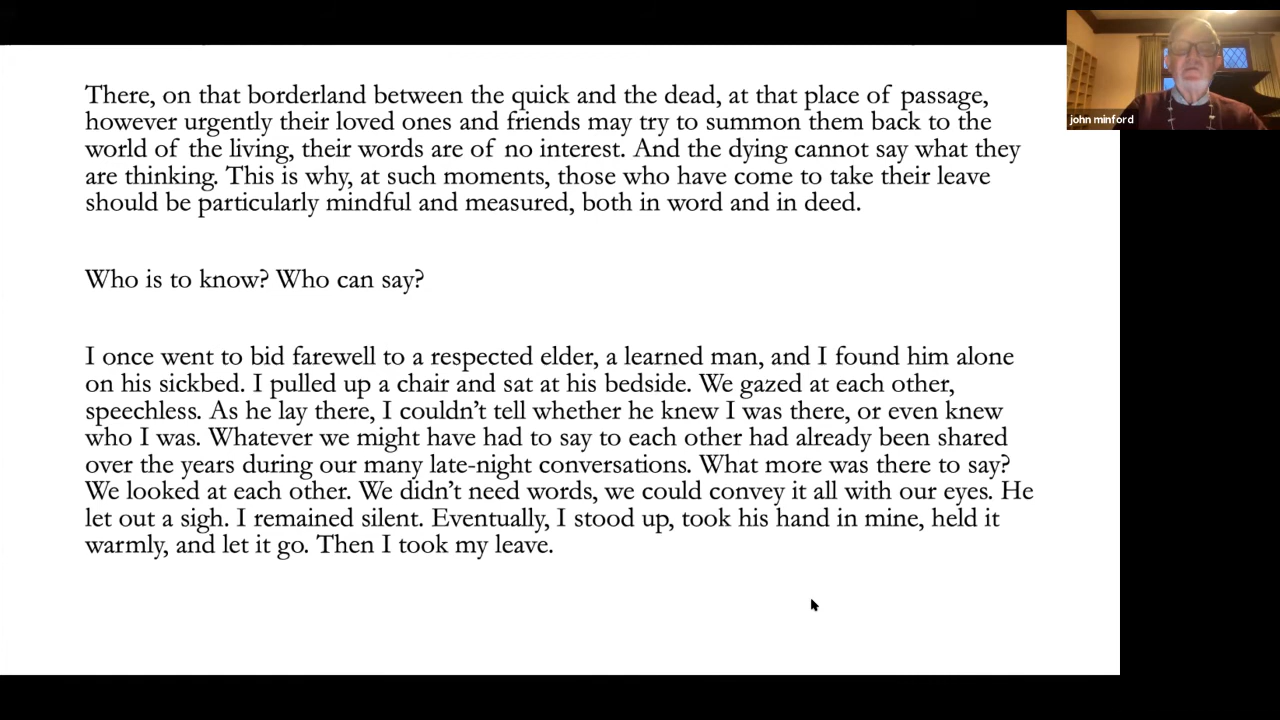 There, on that borderland between the quick and the dead, at that place of passage,
however urgently their loved ones and friends may try to summon them back to the
world of the living, their words are of no interest. And the dying cannot say what they
are thinking. This is why, at such moments, those who have come to take their leave
should be particularly mindful and measured, both in word and in deed.
Who is to know? Who can say?
I once went to bid farewell to a respected elder, a learned man, and I found him alone
on his sickbed. I pulled up a chair and sat at his bedside. We gazed at each other,
speechless. As he lay there, I couldn’t tell whether he knew I was there, or even knew
who I was. Whatever we might have had to say to each other had already been shared
over the years during our many late-night conversations. What more was there to say?
We looked at each other. We didn’t need words, we could convey it all with our eyes. He
let out a sigh. I remained silent. Eventually, I stood up, took his hand in mine, held it
warmly, and let it go. Then I took my leave.
john minford